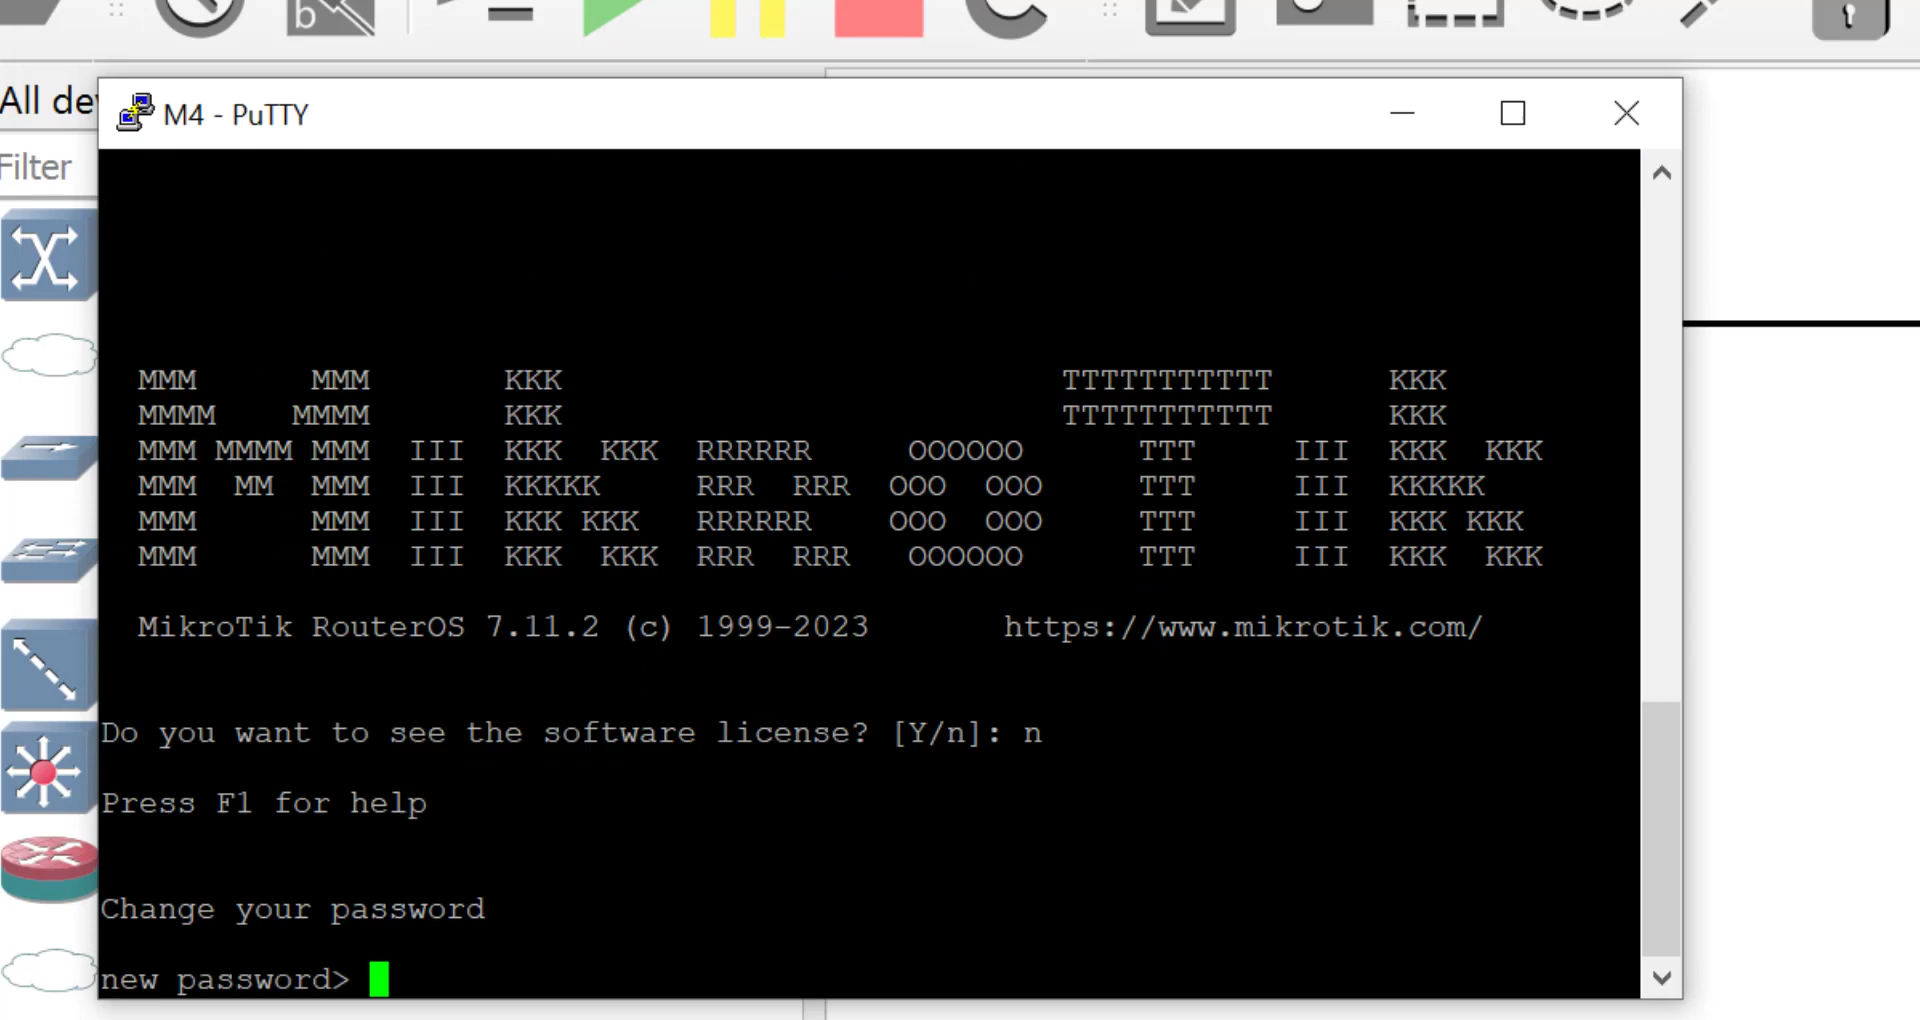 All de
M4 - PuTTY
Filter
MMM      MMM       KKK                          TTTTTTTTTTT      KKK
MMMM    MMMM       KKK                          TTTTTTTTTTT      KKK
MMM MMMM MMM  III  KKK  KKK  RRRRRR     OOOOOO      TTT     III  KKK  KKK
MMM  MM  MMM  III  KKKKK     RRR  RRR  OOO  OOO     TTT     III  KKKKK
MMM      MMM  III  KKK KKK   RRRRRR    OOO  OOO     TTT     III  KKK KKK
MMM      MMM  III  KKK  KKK  RRR  RRR   OOOOOO      TTT     III  KKK  KKK
MikroTik RouterOS 7.11.2 (c) 1999-2023       https://www.mikrotik.com/
Do you want to see the software license? [Y/n]: n
Press F1 for help
Change your password
new password>